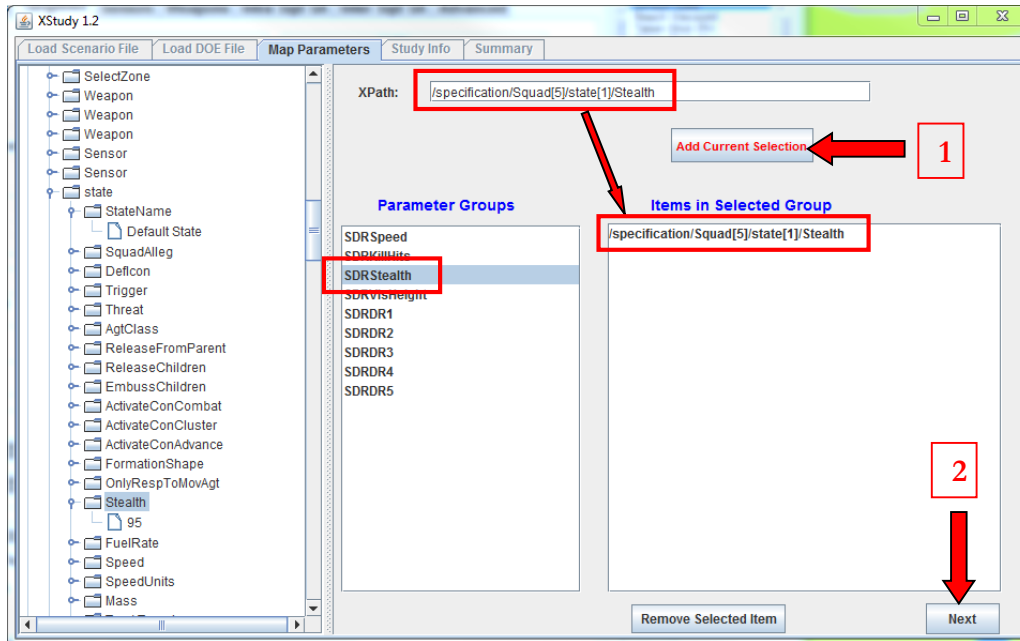 XStudy 1.2
Load Scenario File
Load DOE File
Map Parameters
Study Info
Summary
SelectZone
Weapon
Weapon
Weapon
Sensor
Sensor
state
StateName
Default State
SquadAlleg
DefIcon
Trigger
Threat
AgtClass
ReleaseFromParent
ReleaseChildren
EmbussChildren
ActivateConCombat
ActivateConCluster
ActivateConAdvance
FormationShape
OnlyRespToMovAgt
Stealth
95
FuelRate
Speed
SpeedUnits
Mass
XPath: /specification/Squad[5]/state[1]/Stealth
Add Current Selection
1
Parameter Groups
SDRSpeed
SDRKillHits
SDRStealth
SDRVisHeight
SDRDR1
SDRDR2
SDRDR3
SDRDR4
SDRDR5
Items in Selected Group
/specification/Squad[5]/state[1]/Stealth
2
Remove Selected Item
Next